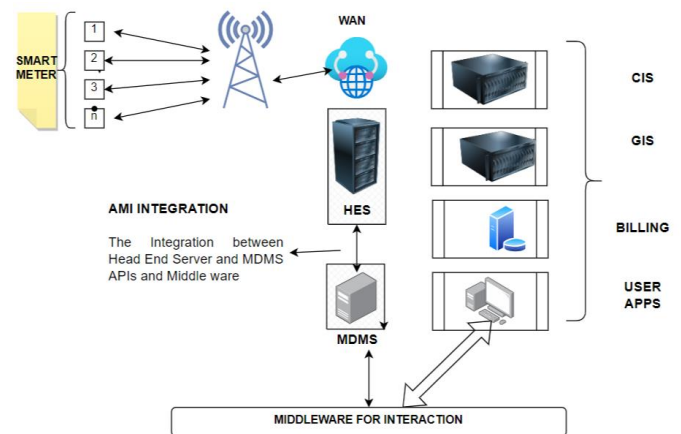 WAN
SMART
METER
1
2
3
n
CIS
GIS
HES
AMI INTEGRATION
The Integration between
Head End Server and MDMS
APIs and Middle ware
BILLING
USER
APPS
MDMS
MIDDLEWARE FOR INTERACTION